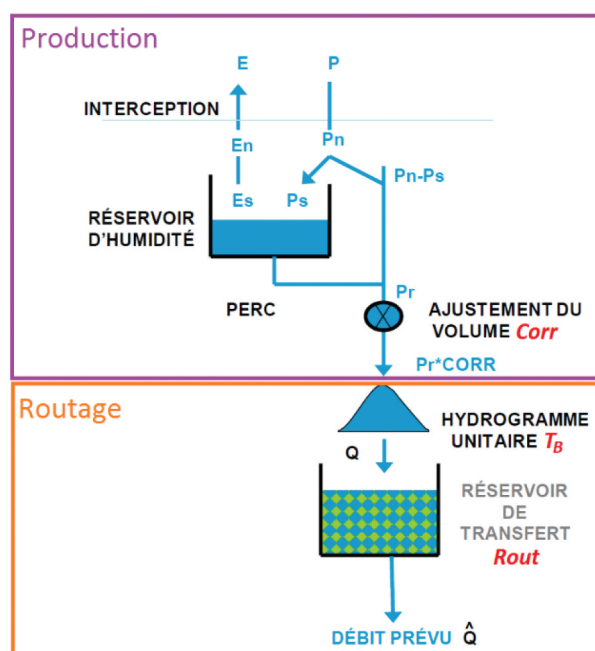 Production
E P
INTERCEPTION
En Pn
Pn-Ps
Es Ps
RÉSERVOIR
D'HUMIDITÉ
Pr
PERC
AJUSTEMENT DU
VOLUME Corr
Pr*CORR
Routage
HYDROGRAMME
UNITAIRE T_B
Q
RÉSERVOIR
DE
TRANSFERT
Rout
DÉBIT PRÉVU Q̂